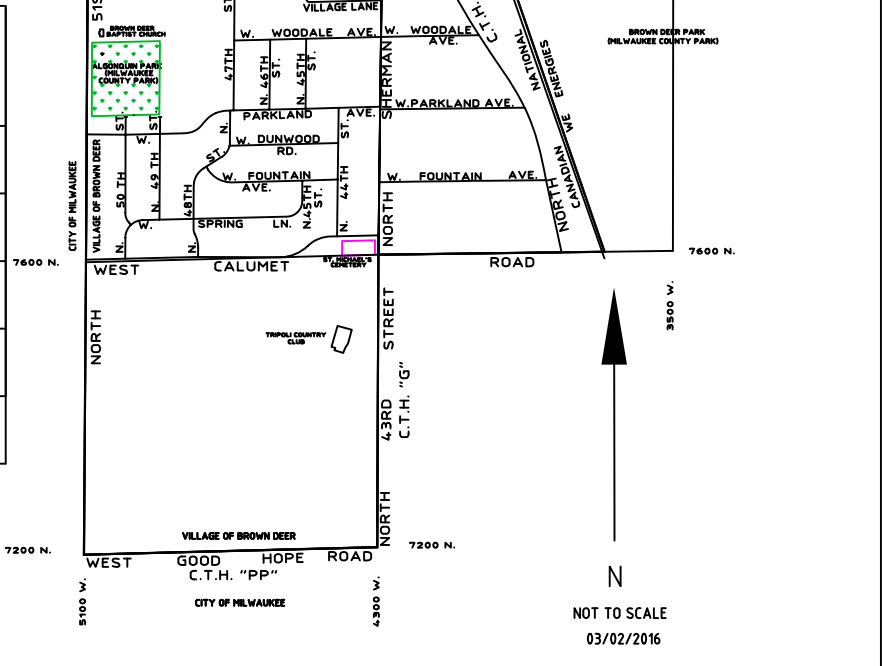 VILLAGE LANE
51S
ST
C.T.H.
BROWN DEER
BAPTIST CHURCH
W. WOODALE AVE.
W. WOODALE
AVE.
BROWN DEER PARK
(MILWAUKEE COUNTY PARK)
ALGONQUIN PARK
(MILWAUKEE
COUNTY PARK)
47TH
N. 46TH
ST.
N. 45TH
ST.
SHERMAN
NATIONAL
ENERGIES
PARKLAND
AVE.
W.PARKLAND AVE.
ST.
ST.
N.
ST.
WE
CANADIAN
W.
W. DUNWOOD
RD.
ST.
CITY OF MILWAUKEE
VILLAGE OF BROWN DEER
50 TH
N.
49 TH
N.
48TH
N.
W. FOUNTAIN
AVE.
N.45TH
ST.
44TH
N.
W. FOUNTAIN AVE.
NORTH
NORTH
W. SPRING LN.
7600 N.
WEST CALUMET ROAD
7600 N.
ST. MICHAEL'S
CEMETERY
3500 W.
NORTH
STREET
TRIPOLI COUNTRY
CLUB
43RD
C.T.H. "G"
NORTH
VILLAGE OF BROWN DEER
7200 N.
7200 N.
WEST GOOD HOPE ROAD
C.T.H. "PP"
5100 W.
4300 W.
CITY OF MILWAUKEE
N
NOT TO SCALE
03/02/2016